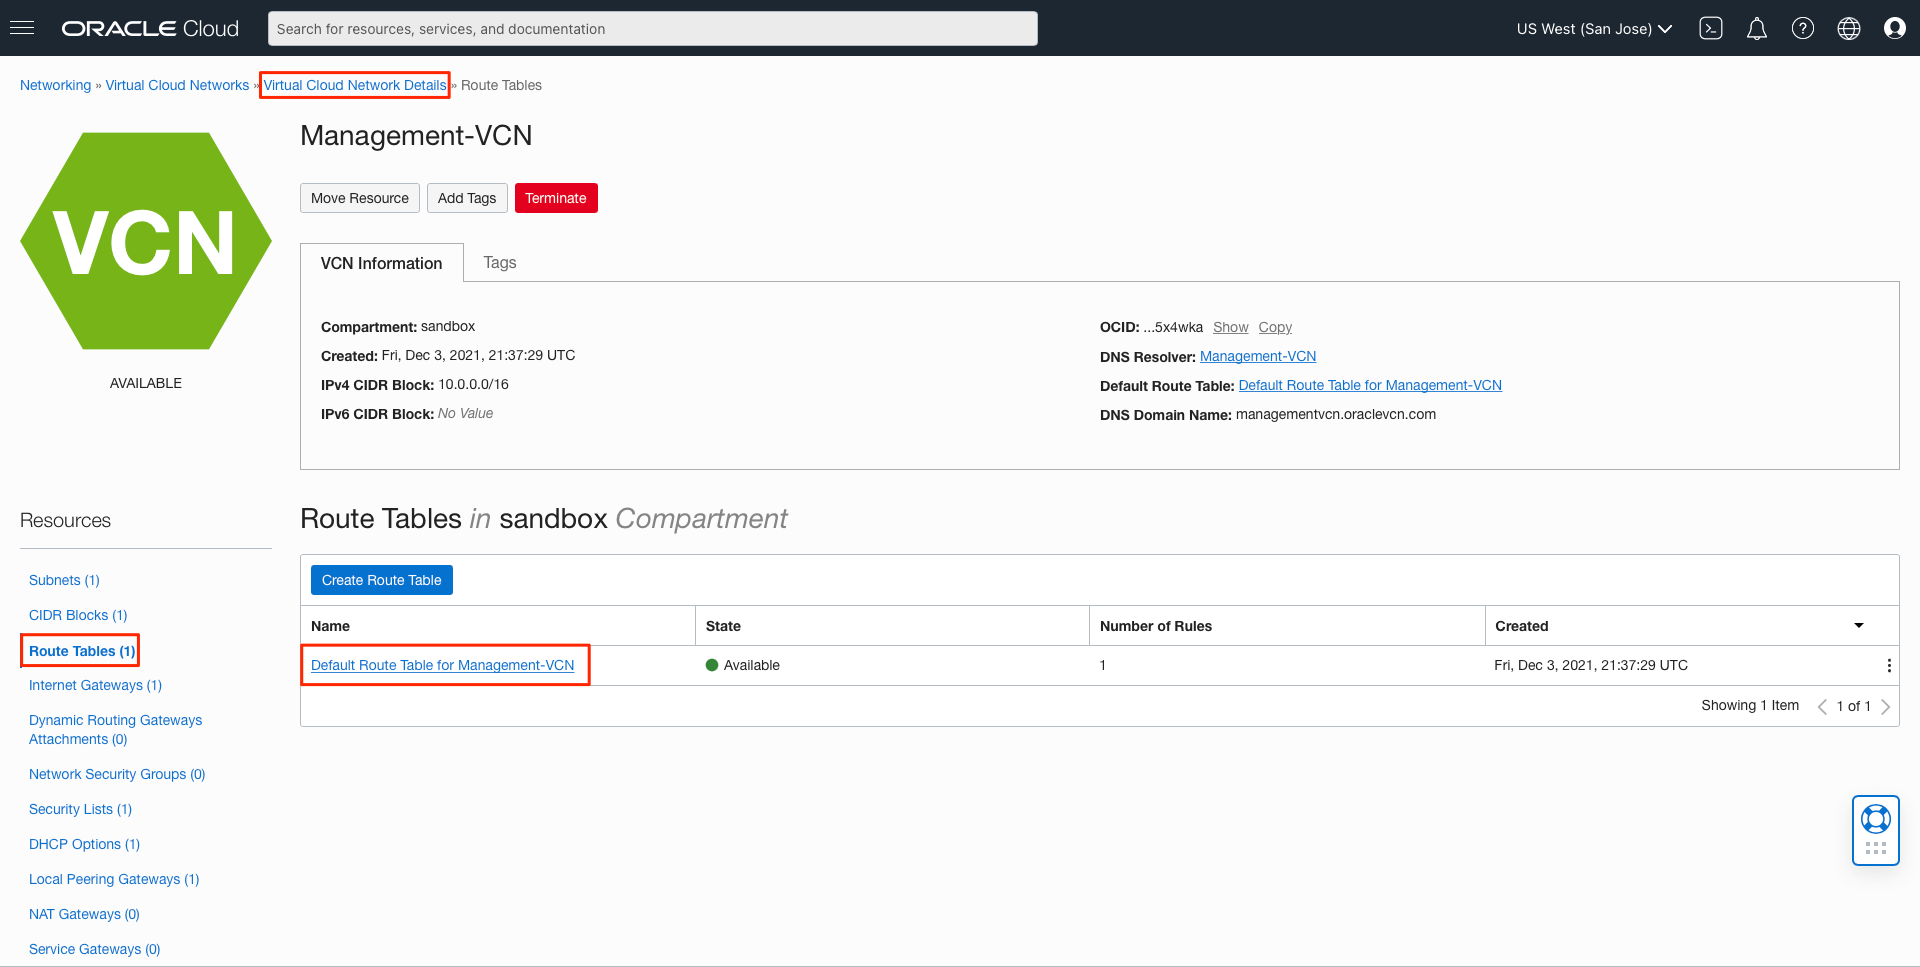 ORACLE Cloud
Search for resources, services, and documentation
US West (San Jose)
Networking » Virtual Cloud Networks » Virtual Cloud Network Details » Route Tables
VCN
AVAILABLE
Management-VCN
Move Resource
Add Tags
Terminate
VCN Information
Tags
Compartment: sandbox
Created: Fri, Dec 3, 2021, 21:37:29 UTC
IPv4 CIDR Block: 10.0.0.0/16
IPv6 CIDR Block: No Value
OCID: ...5x4wka Show Copy
DNS Resolver: Management-VCN
Default Route Table: Default Route Table for Management-VCN
DNS Domain Name: managementvcn.oraclevcn.com
Resources
Subnets (1)
CIDR Blocks (1)
Route Tables (1)
Internet Gateways (1)
Dynamic Routing Gateways
Attachments (0)
Network Security Groups (0)
Security Lists (1)
DHCP Options (1)
Local Peering Gateways (1)
NAT Gateways (0)
Service Gateways (0)
Route Tables in sandbox Compartment
Create Route Table
Name State Number of Rules Created
Default Route Table for Management-VCN Available 1 Fri, Dec 3, 2021, 21:37:29 UTC
Showing 1 Item 1 of 1